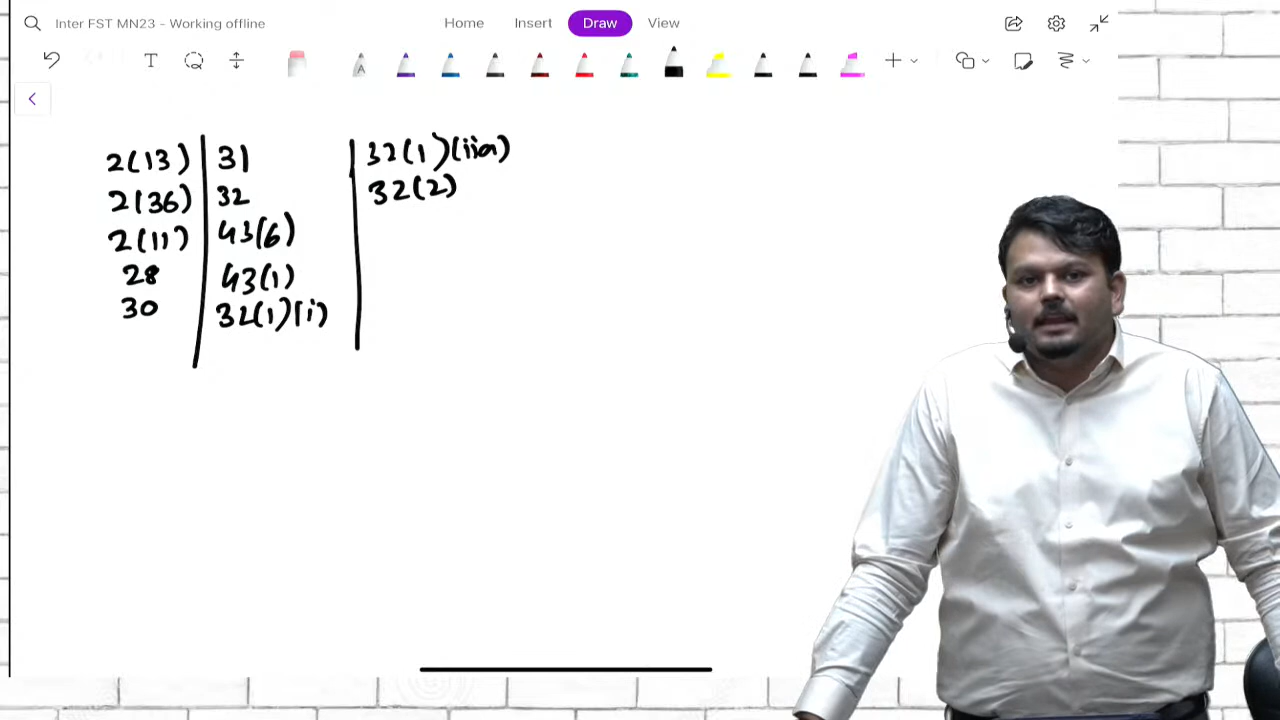 Inter FST MN23 - Working offline
Home Insert Draw View
T
A
2(13)
2(36)
2(11)
28
30
31
32
43(6)
43(1)
32(1)(i)
32(1)(iia)
32(2)